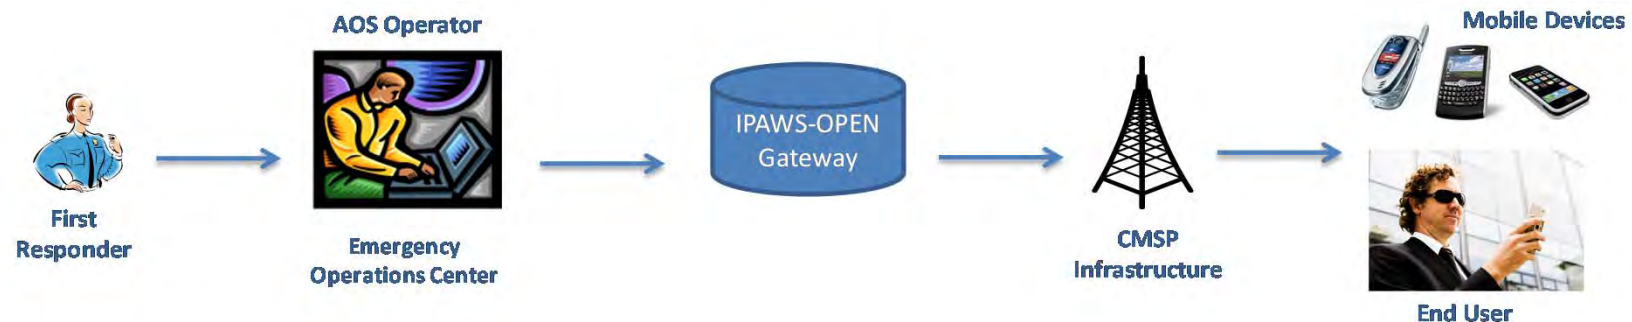 AOS Operator
Mobile Devices
IPAWS-OPEN
Gateway
First
Responder
Emergency
Operations Center
CMSP
Infrastructure
End User